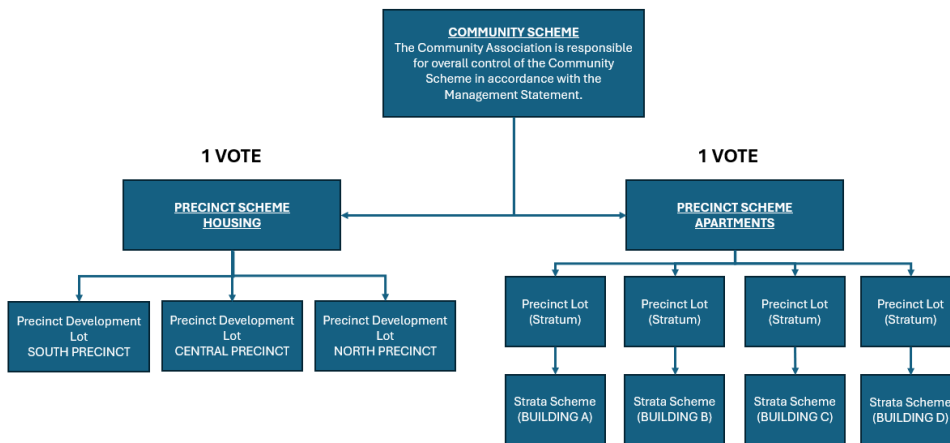 COMMUNITY SCHEME
The Community Association is responsible
for overall control of the Community
Scheme in accordance with the
Management Statement.
1 VOTE
1 VOTE
PRECINCT SCHEME
HOUSING
PRECINCT SCHEME
APARTMENTS
Precinct Development
Lot
SOUTH PRECINCT
Precinct Development
Lot
CENTRAL PRECINCT
Precinct Development
Lot
NORTH PRECINCT
Precinct Lot
(Stratum)
Precinct Lot
(Stratum)
Precinct Lot
(Stratum)
Precinct Lot
(Stratum)
Strata Scheme
(BUILDING A)
Strata Scheme
(BUILDING B)
Strata Scheme
(BUILDING C)
Strata Scheme
(BUILDING D)